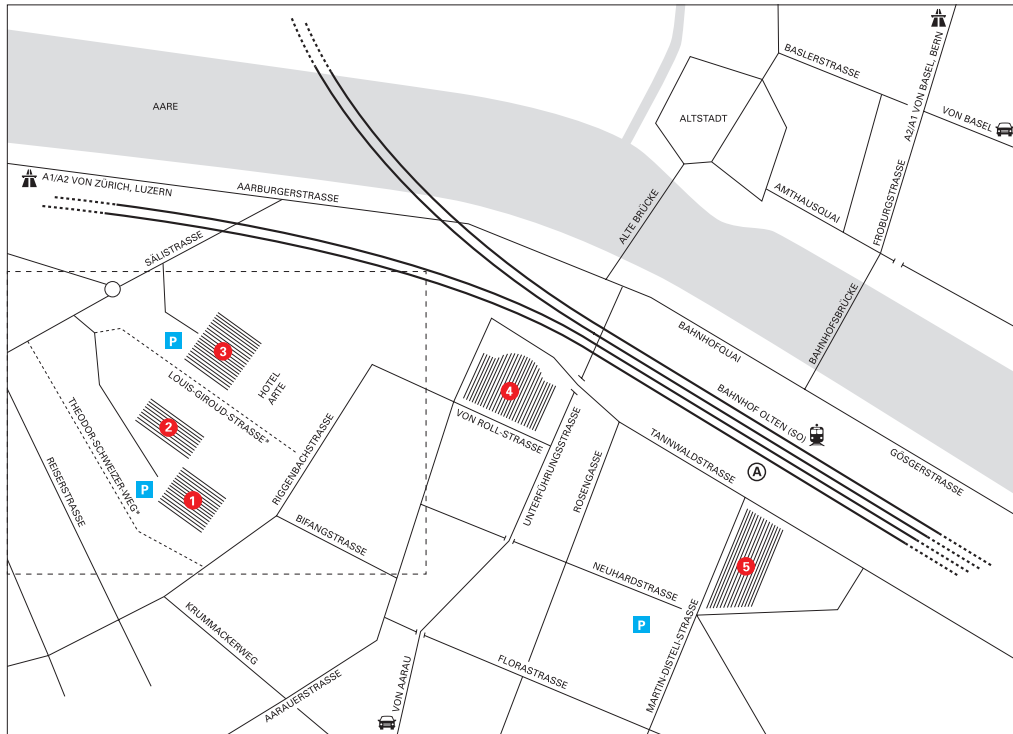 A2/A1 VON BASEL, BERN
BASLERSTRASSE
VON BASEL
AARE
ALTSTADT
A1/A2 VON ZÜRICH, LUZERN
AARBURGERSTRASSE
AMTHAUSQUAI
FROBURGSTRASSE
ALTE BRÜCKE
SÄLISTRASSE
BAHNHOFSBRÜCKE
BAHNHOFQUAI
P
3
HOTEL
ARTE
LOUIS-GIROUD-STRASSE*
4
BAHNHOF OLTEN (SO)
GÖSGERSTRASSE
THEODOR-SCHWEIZER-WEG*
2
VON ROLL-STRASSE
TANNWALDSTRASSE
A
REISERSTRASSE
P
1
RIGGENBACHSTRASSE
UNTERFÜHRUNGSSTRASSE
ROSENGASSE
BIFANGSTRASSE
NEUHARDSTRASSE
5
P
KRUMMACKERWEG
FLORASTRASSE
MARTIN-DISTELI-STRASSE
AARAUERSTRASSE
VON AARAU